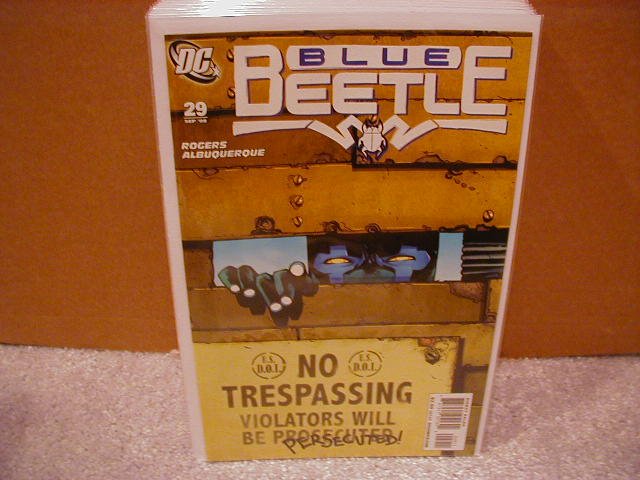 DC
BLUE
BEETLE
29
SEP '08
ROGERS
ALBUQUERQUE
U.S. D.O.I.
U.S. D.O.I.
NO
TRESPASSING
VIOLATORS WILL
BE PROSECUTED
PERSECUTED!